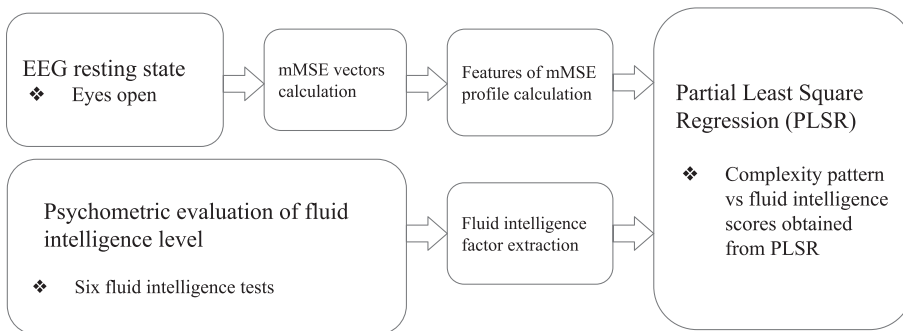 EEG resting state
❖ Eyes open
mMSE vectors
calculation
Features of mMSE
profile calculation
Partial Least Square
Regression (PLSR)
❖ Complexity pattern
vs fluid intelligence
scores obtained
from PLSR
Psychometric evaluation of fluid
intelligence level
❖ Six fluid intelligence tests
Fluid intelligence
factor extraction